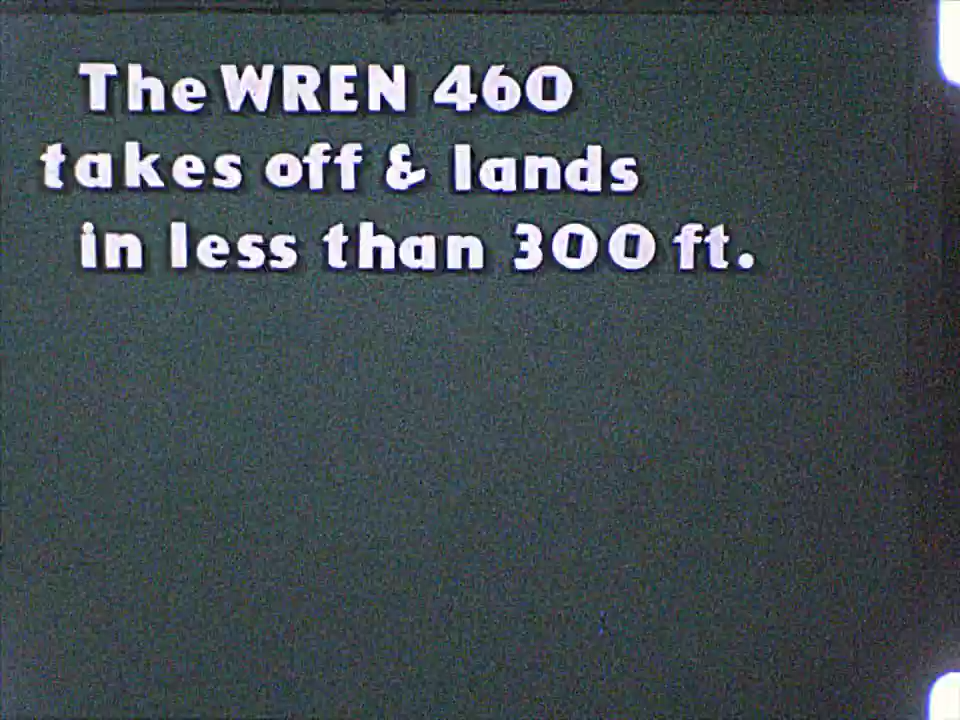 The WREN 460
takes off & lands
in less than 300 ft.